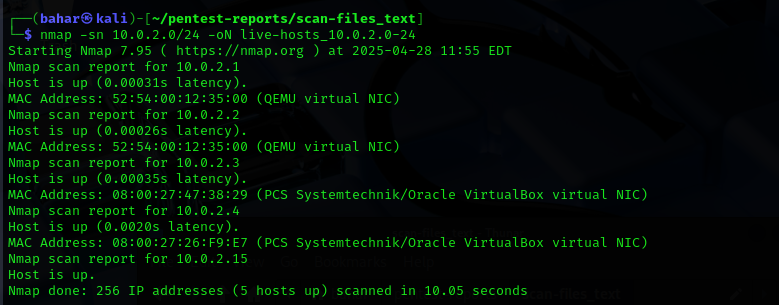 ┌──(bahar㉿kali)-[~/pentest-reports/scan-files_text]
└─$ nmap -sn 10.0.2.0/24 -oN live-hosts_10.0.2.0-24
Starting Nmap 7.95 ( https://nmap.org ) at 2025-04-28 11:55 EDT
Nmap scan report for 10.0.2.1
Host is up (0.00031s latency).
MAC Address: 52:54:00:12:35:00 (QEMU virtual NIC)
Nmap scan report for 10.0.2.2
Host is up (0.00026s latency).
MAC Address: 52:54:00:12:35:00 (QEMU virtual NIC)
Nmap scan report for 10.0.2.3
Host is up (0.00035s latency).
MAC Address: 08:00:27:47:38:29 (PCS Systemtechnik/Oracle VirtualBox virtual NIC)
Nmap scan report for 10.0.2.4
Host is up (0.0020s latency).
MAC Address: 08:00:27:26:F9:E7 (PCS Systemtechnik/Oracle VirtualBox virtual NIC)
Nmap scan report for 10.0.2.15
Host is up.
Nmap done: 256 IP addresses (5 hosts up) scanned in 10.05 seconds